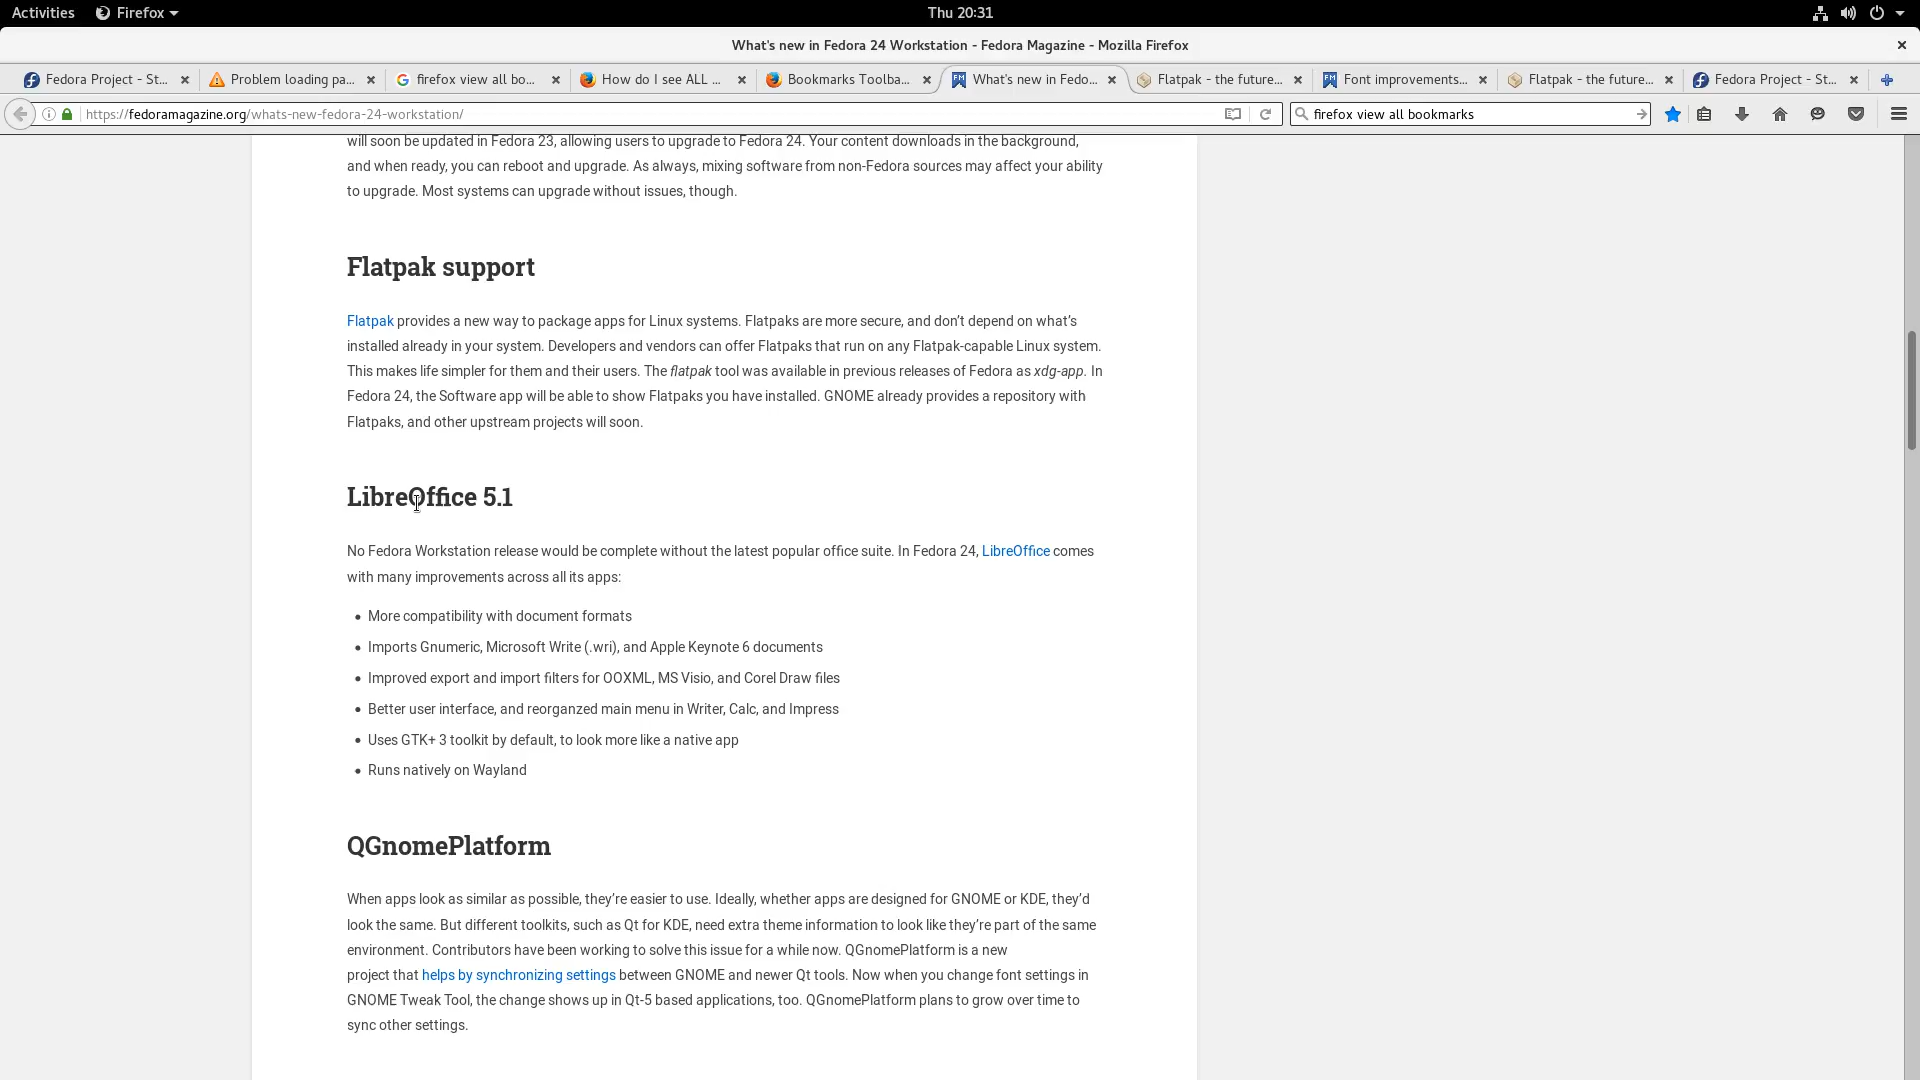 Activities Firefox Thu 20:31
What's new in Fedora 24 Workstation - Fedora Magazine - Mozilla Firefox
Fedora Project - St... Problem loading pa... firefox view all bo... How do I see ALL ... Bookmarks Toolba... What's new in Fedo... Flatpak - the future... Font improvements... Flatpak - the future... Fedora Project - St...
https://fedoramagazine.org/whats-new-fedora-24-workstation/ firefox view all bookmarks
will soon be updated in Fedora 23, allowing users to upgrade to Fedora 24. Your content downloads in the background,
and when ready, you can reboot and upgrade. As always, mixing software from non-Fedora sources may affect your ability
to upgrade. Most systems can upgrade without issues, though.
Flatpak support
Flatpak provides a new way to package apps for Linux systems. Flatpaks are more secure, and don’t depend on what’s
installed already in your system. Developers and vendors can offer Flatpaks that run on any Flatpak-capable Linux system.
This makes life simpler for them and their users. The flatpak tool was available in previous releases of Fedora as xdg-app. In
Fedora 24, the Software app will be able to show Flatpaks you have installed. GNOME already provides a repository with
Flatpaks, and other upstream projects will soon.
LibreOffice 5.1
No Fedora Workstation release would be complete without the latest popular office suite. In Fedora 24, LibreOffice comes
with many improvements across all its apps:
• More compatibility with document formats
• Imports Gnumeric, Microsoft Write (.wri), and Apple Keynote 6 documents
• Improved export and import filters for OOXML, MS Visio, and Corel Draw files
• Better user interface, and reorganzed main menu in Writer, Calc, and Impress
• Uses GTK+ 3 toolkit by default, to look more like a native app
• Runs natively on Wayland
QGnomePlatform
When apps look as similar as possible, they’re easier to use. Ideally, whether apps are designed for GNOME or KDE, they’d
look the same. But different toolkits, such as Qt for KDE, need extra theme information to look like they’re part of the same
environment. Contributors have been working to solve this issue for a while now. QGnomePlatform is a new
project that helps by synchronizing settings between GNOME and newer Qt tools. Now when you change font settings in
GNOME Tweak Tool, the change shows up in Qt-5 based applications, too. QGnomePlatform plans to grow over time to
sync other settings.